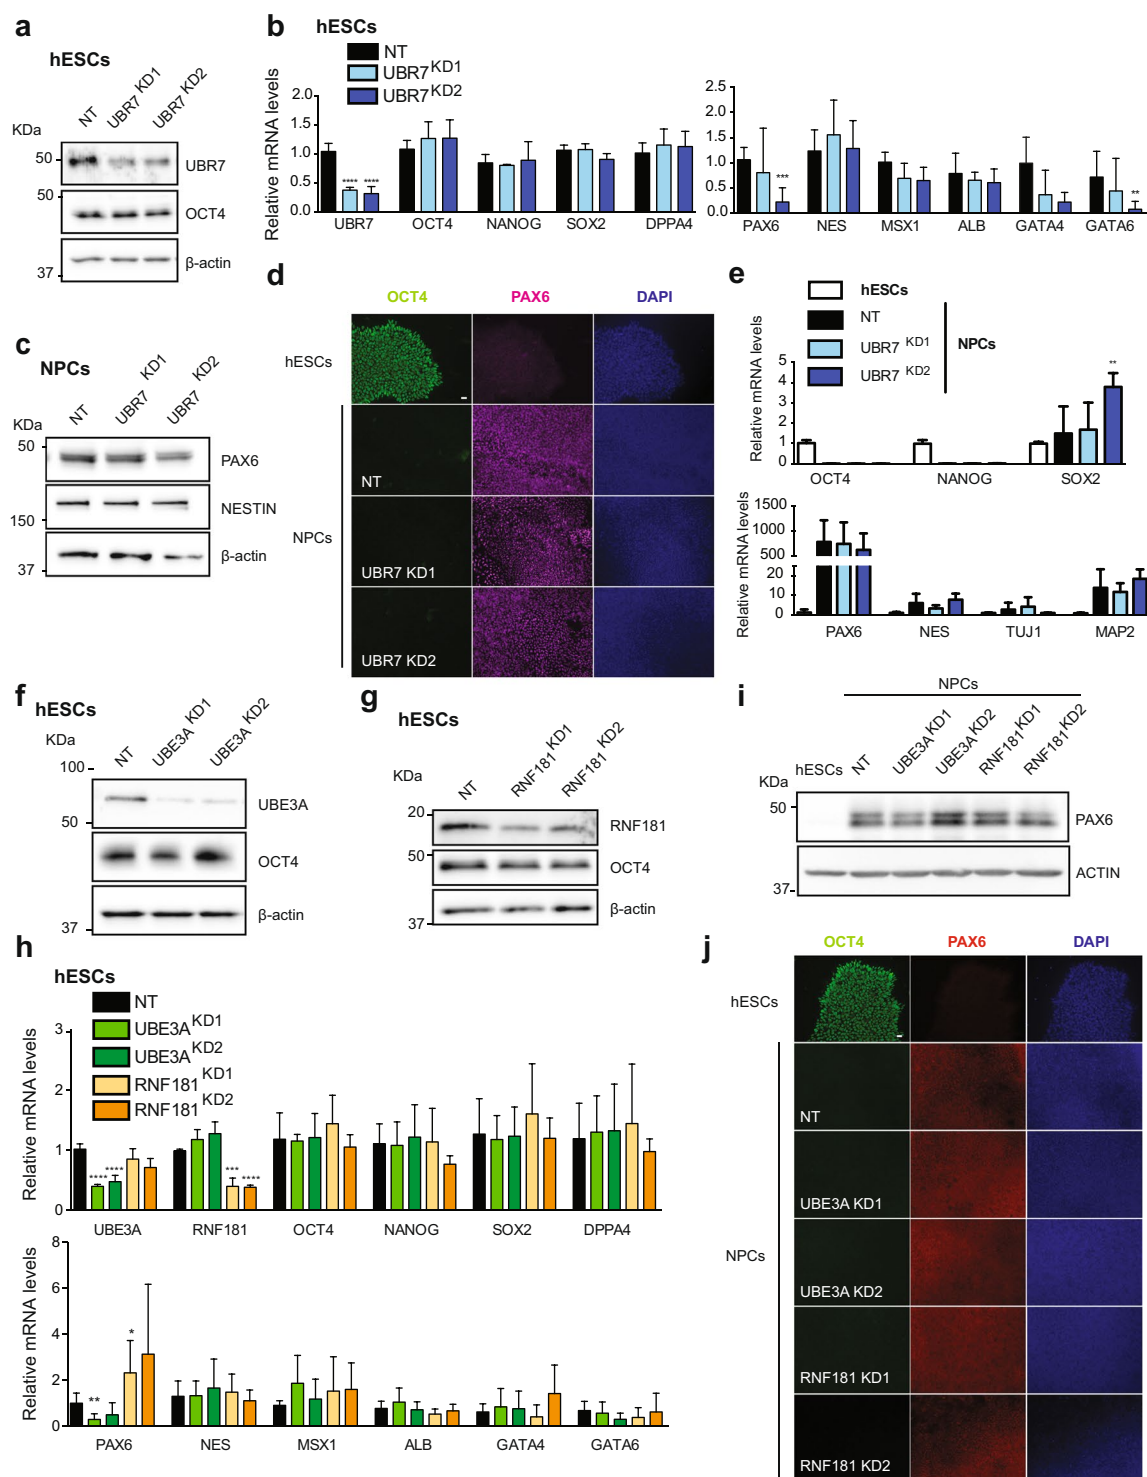 a
hESCs
KDa
NT
UBR7 KD1
UBR7 KD2
50
UBR7
OCT4
37
β-actin
b
hESCs
NT
UBR7KD1
UBR7KD2
Relative mRNA levels
2.0
1.5
1.0
0.5
0.0
**** ****
UBR7 OCT4 NANOG SOX2 DPPA4
2.5
2.0
1.5
1.0
0.5
0.0
***
**
PAX6 NES MSX1 ALB GATA4 GATA6
c
NPCs
KDa
NT
UBR7 KD1
UBR7 KD2
50
PAX6
NESTIN
150
β-actin
37
d
OCT4 PAX6 DAPI
hESCs
NPCs
NT
UBR7 KD1
UBR7 KD2
e
hESCs
NT
UBR7 KD1
UBR7 KD2
NPCs
Relative mRNA levels
5
4
3
2
1
0
**
OCT4 NANOG SOX2
Relative mRNA levels
1500
1000
500
20
10
0
PAX6 NES TUJ1 MAP2
f
hESCs
KDa
NT
UBE3A KD1
UBE3A KD2
100
UBE3A
50
OCT4
β-actin
37
g
hESCs
KDa
NT
RNF181 KD1
RNF181 KD2
20
RNF181
50
OCT4
β-actin
37
i
NPCs
KDa
hESCs
NT
UBE3A KD1
UBE3A KD2
RNF181 KD1
RNF181 KD2
50
PAX6
ACTIN
37
h
hESCs
NT
UBE3A KD1
UBE3A KD2
RNF181 KD1
RNF181 KD2
Relative mRNA levels
3
2
1
0
**** ****
*** ****
UBE3A RNF181 OCT4 NANOG SOX2 DPPA4
Relative mRNA levels
8
6
4
2
0
**
*
PAX6 NES MSX1 ALB GATA4 GATA6
j
OCT4 PAX6 DAPI
hESCs
NPCs
NT
UBE3A KD1
UBE3A KD2
RNF181 KD1
RNF181 KD2